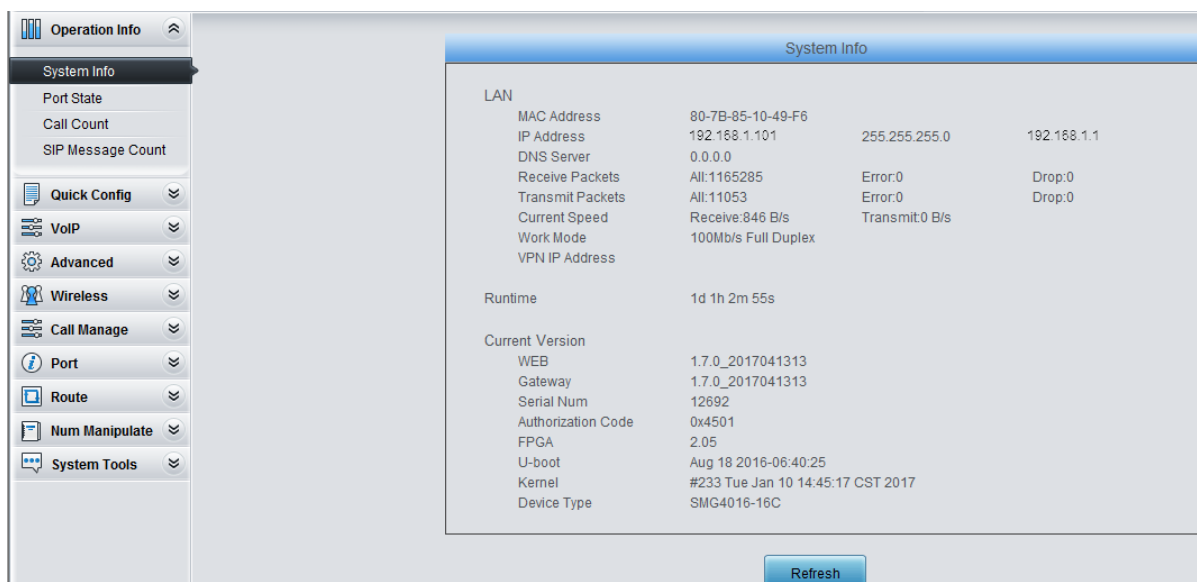 Operation Info
System Info
Port State
Call Count
SIP Message Count
Quick Config
VoIP
Advanced
Wireless
Call Manage
Port
Route
Num Manipulate
System Tools
System Info
LAN
MAC Address 80-7B-85-10-49-F6
IP Address 192.168.1.101 255.255.255.0 192.168.1.1
DNS Server 0.0.0.0
Receive Packets All:1165285 Error:0 Drop:0
Transmit Packets All:11053 Error:0 Drop:0
Current Speed Receive:846 B/s Transmit:0 B/s
Work Mode 100Mb/s Full Duplex
VPN IP Address
Runtime 1d 1h 2m 55s
Current Version
WEB 1.7.0_2017041313
Gateway 1.7.0_2017041313
Serial Num 12692
Authorization Code 0x4501
FPGA 2.05
U-boot Aug 18 2016-06:40:25
Kernel #233 Tue Jan 10 14:45:17 CST 2017
Device Type SMG4016-16C
Refresh